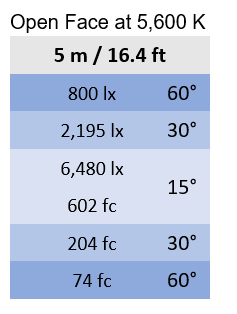 Open Face at 5,600 K
5 m / 16.4 ft
800 lx 60°
2,195 lx 30°
6,480 lx
15°
602 fc
204 fc 30°
74 fc 60°